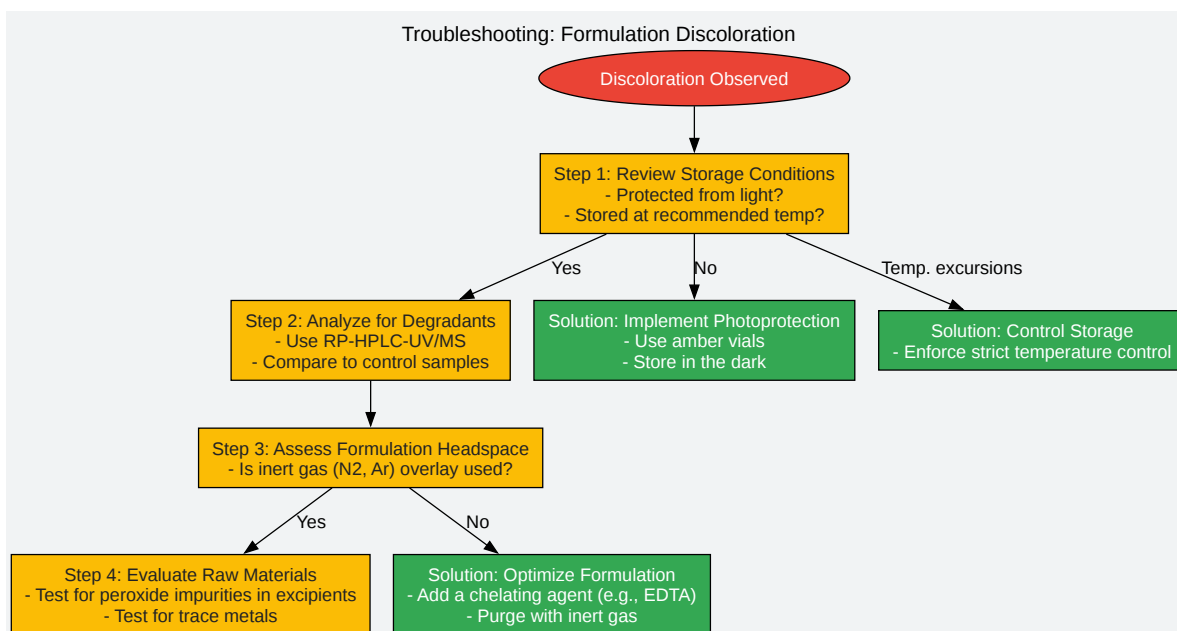 Troubleshooting: Formulation Discoloration
Discoloration Observed
Step 1: Review Storage Conditions
- Protected from light?
- Stored at recommended temp?
Yes
No
Temp. excursions
Step 2: Analyze for Degradants
- Use RP-HPLC-UV/MS
- Compare to control samples
Solution: Implement Photoprotection
- Use amber vials
- Store in the dark
Solution: Control Storage
- Enforce strict temperature control
Step 3: Assess Formulation Headspace
- Is inert gas (N2, Ar) overlay used?
Yes
No
Step 4: Evaluate Raw Materials
- Test for peroxide impurities in excipients
- Test for trace metals
Solution: Optimize Formulation
- Add a chelating agent (e.g., EDTA)
- Purge with inert gas